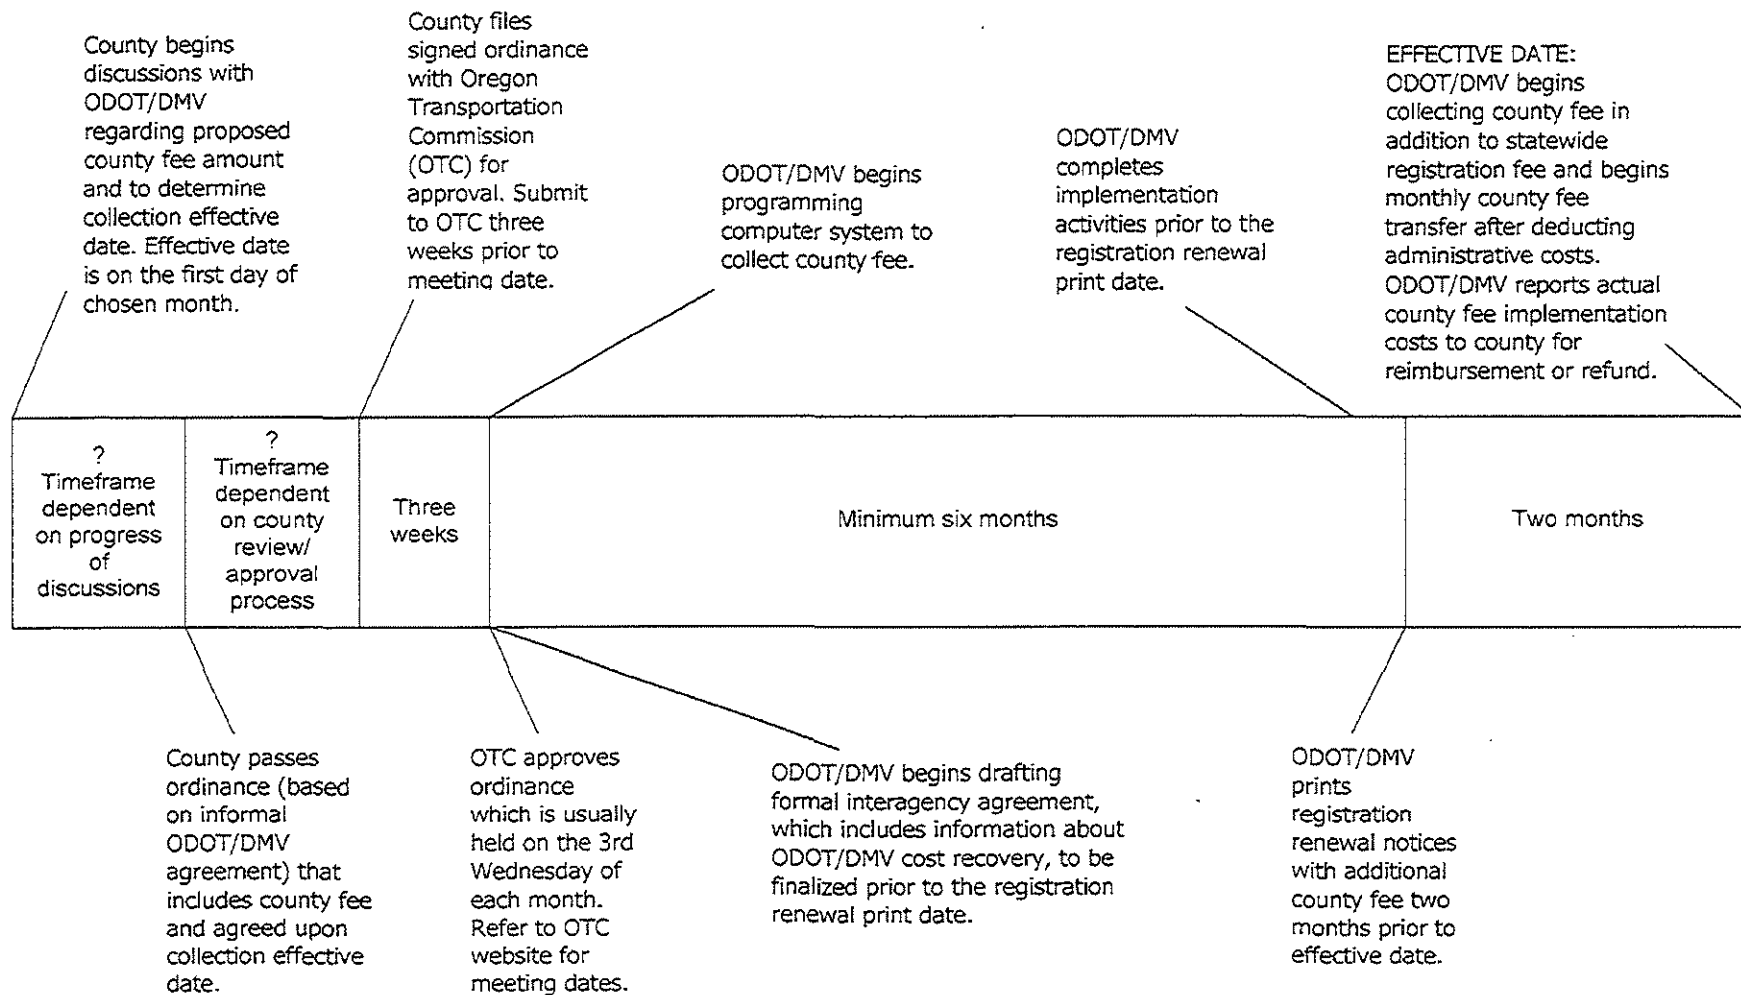 County begins
discussions with
ODOT/DMV
regarding proposed
county fee amount
and to determine
collection effective
date. Effective date
is on the first day of
chosen month.
County files
signed ordinance
with Oregon
Transportation
Commission
(OTC) for
approval. Submit
to OTC three
weeks prior to
meeting date.
ODOT/DMV begins
programming
computer system to
collect county fee.
ODOT/DMV
completes
implementation
activities prior to the
registration renewal
print date.
EFFECTIVE DATE:
ODOT/DMV begins
collecting county fee in
addition to statewide
registration fee and begins
monthly county fee
transfer after deducting
administrative costs.
ODOT/DMV reports actual
county fee implementation
costs to county for
reimbursement or refund.
?
Timeframe
dependent
on progress
of
discussions
?
Timeframe
dependent
on county
review/
approval
process
Three
weeks
Minimum six months
Two months
County passes
ordinance (based
on informal
ODOT/DMV
agreement) that
includes county fee
and agreed upon
collection effective
date.
OTC approves
ordinance
which is usually
held on the 3rd
Wednesday of
each month.
Refer to OTC
website for
meeting dates.
ODOT/DMV begins drafting
formal interagency agreement,
which includes information about
ODOT/DMV cost recovery, to be
finalized prior to the registration
renewal print date.
ODOT/DMV
prints
registration
renewal notices
with additional
county fee two
months prior to
effective date.